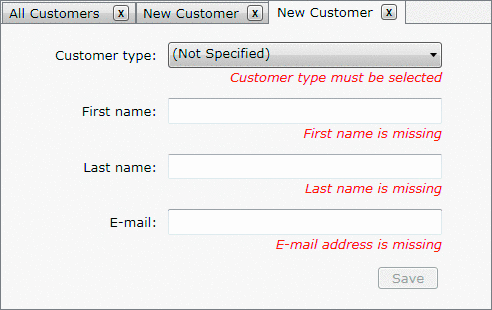 All Customers x New Customer x New Customer x
Customer type: (Not Specified)
Customer type must be selected
First name:
First name is missing
Last name:
Last name is missing
E-mail:
E-mail address is missing
Save